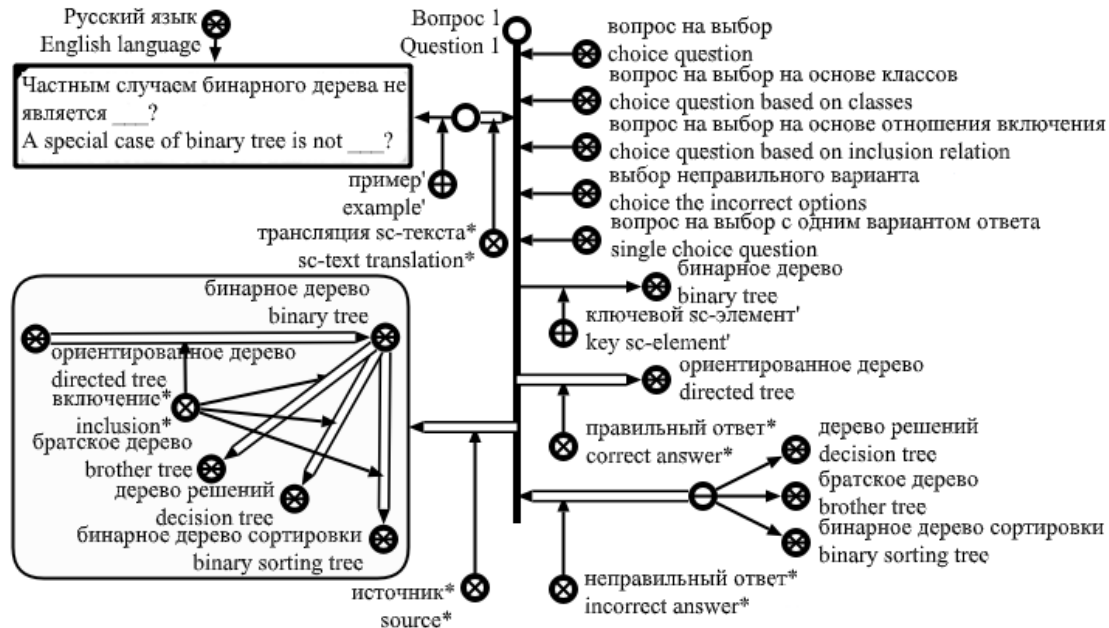 Русский язык
English language
Частным случаем бинарного дерева не
является ___?
A special case of binary tree is not ___?
пример'
example'
трансляция sc-текста*
sc-text translation*
Вопрос 1
Question 1
вопрос на выбор
choice question
вопрос на выбор на основе классов
choice question based on classes
вопрос на выбор на основе отношения включения
choice question based on inclusion relation
выбор неправильного варианта
choice the incorrect options
вопрос на выбор с одним вариантом ответа
single choice question
бинарное дерево
binary tree
ключевой sc-элемент'
key sc-element'
ориентированное дерево
directed tree
правильный ответ*
correct answer*
дерево решений
decision tree
братское дерево
brother tree
бинарное дерево сортировки
binary sorting tree
неправильный ответ*
incorrect answer*
бинарное дерево
binary tree
ориентированное дерево
directed tree
включение*
inclusion*
братское дерево
brother tree
дерево решений
decision tree
бинарное дерево сортировки
binary sorting tree
источник*
source*